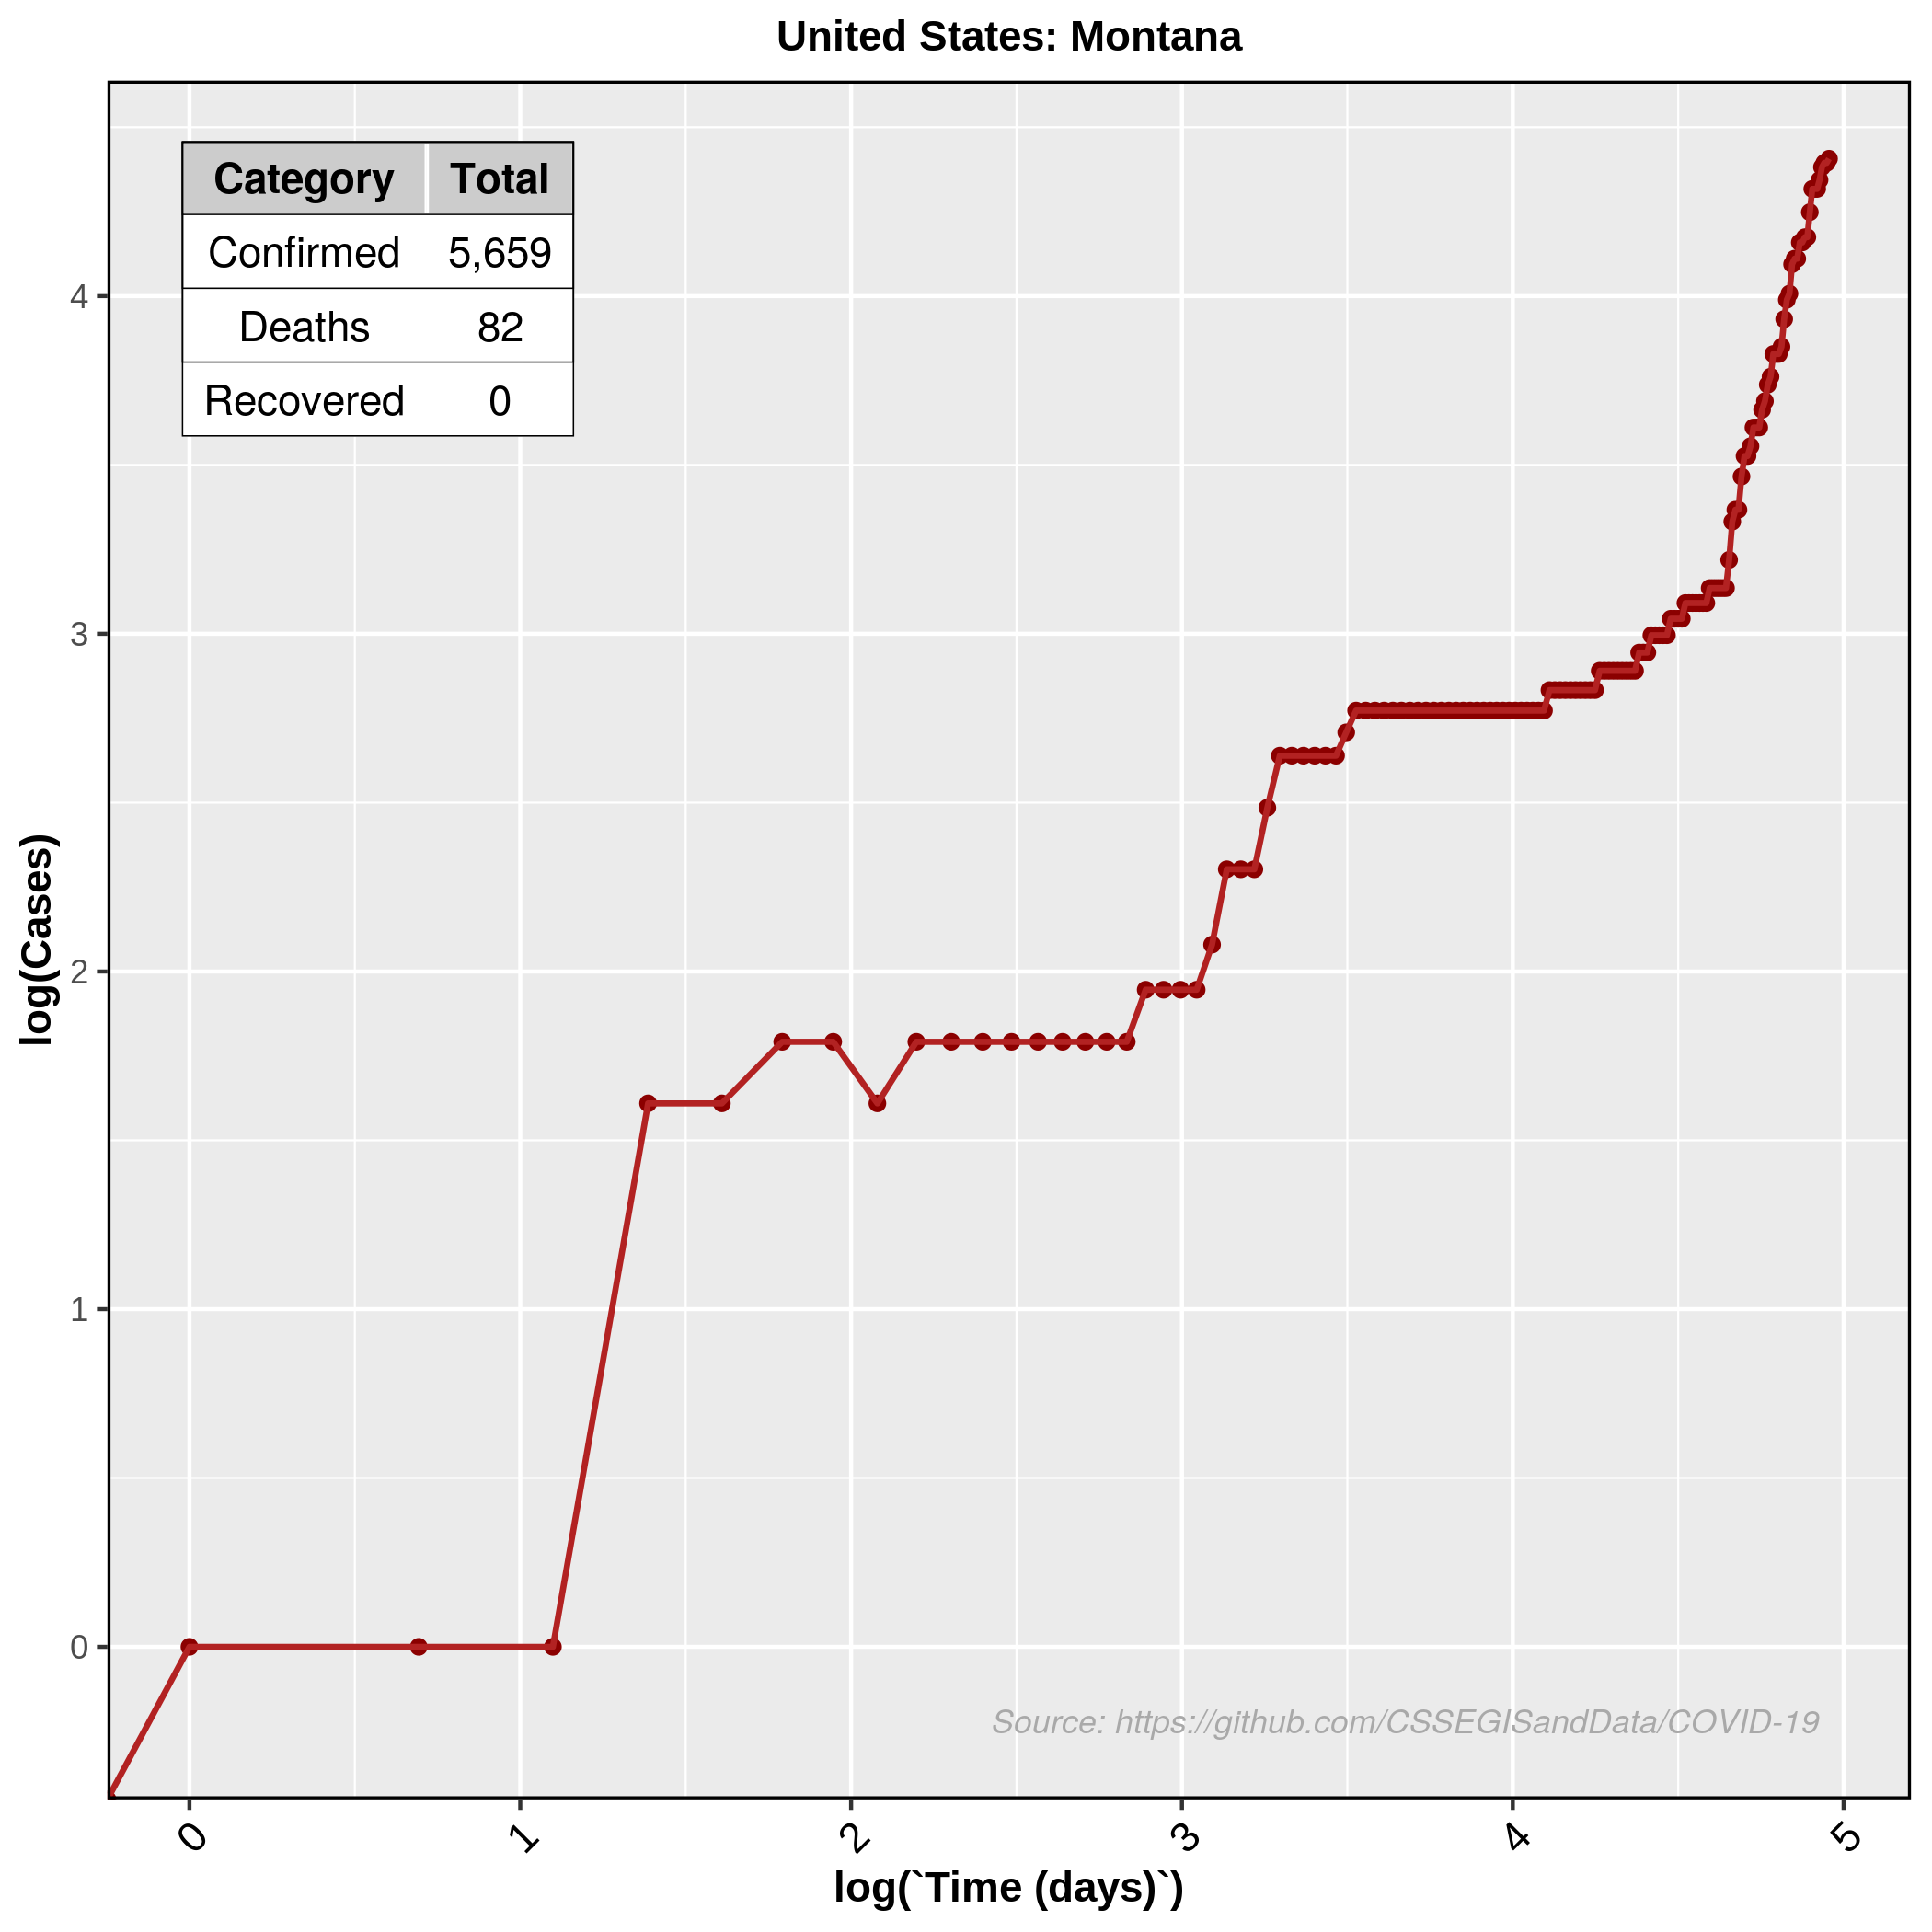 United States: Montana
Category Total
Confirmed 5,659
Deaths 82
Recovered 0
4
3
2
1
0
log(Cases)
Source: https://github.com/CSSEGISandData/COVID-19
0 1 2 3 4 5
log(`Time (days)`)